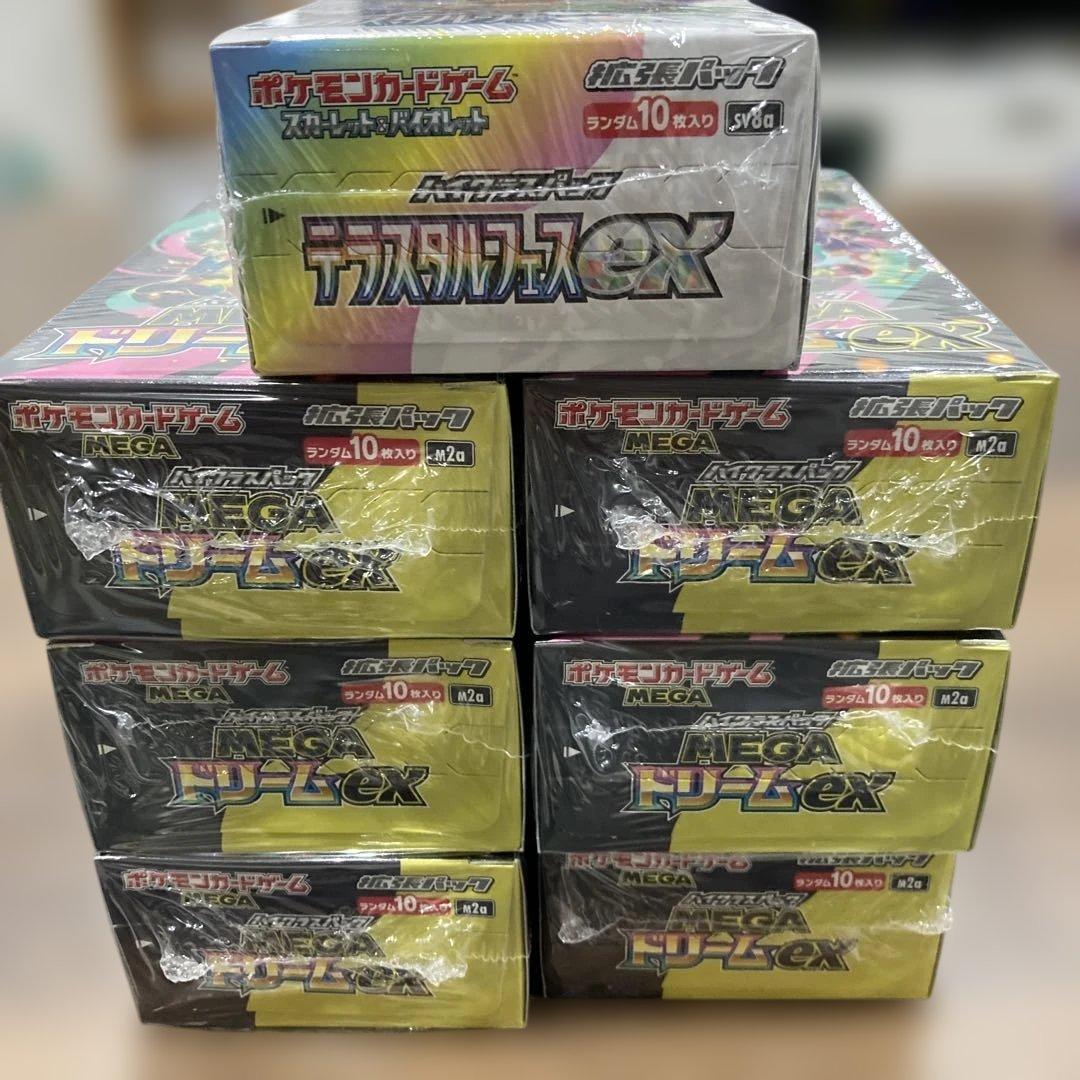 ポケモンカードゲーム
スカーレット&バイオレット
拡張パック
ランダム10枚入り SV8a
ハイクラスパック
テラスタルフェスex
MEGA
ドリーム
MEGA
ex
ポケモンカードゲーム
MEGA
拡張パック
ランダム10枚入り M2a
ハイクラスパック
MEGA
ドリームex
ポケモンカードゲーム
MEGA
拡張パック
ランダム10枚入り M2a
ハイクラスパック
MEGA
ドリームex
ポケモンカードゲーム
MEGA
拡張パック
ランダム10枚入り M2a
ハイクラスパック
MEGA
ドリームex
ポケモンカードゲーム
MEGA
拡張パック
ランダム10枚入り M2a
ハイクラスパック
MEGA
ドリームex
ポケモンカードゲーム
MEGA
拡張パック
ランダム10枚入り M2a
ハイクラスパック
MEGA
ドリームex
ポケモンカードゲーム
MEGA
拡張パック
ランダム10枚入り M2a
ハイクラスパック
MEGA
ドリームex